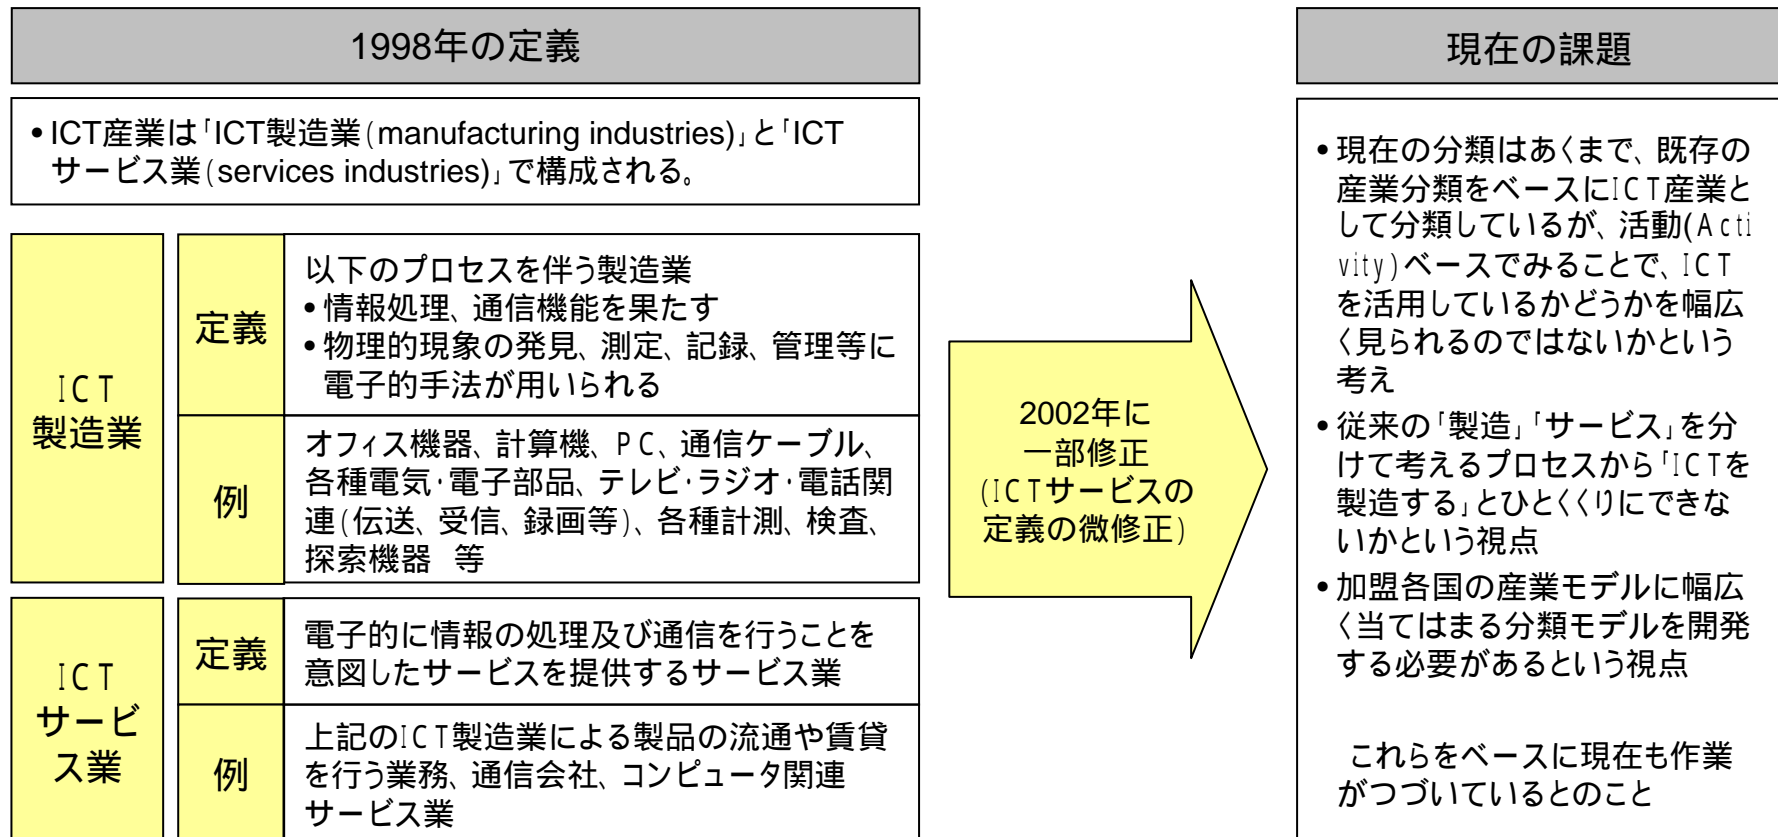 1998年の定義
• ICT産業は「ICT製造業(manufacturing industries)」と「ICT
サービス業(services industries)」で構成される。
ICT
製造業
定義
以下のプロセスを伴う製造業
• 情報処理、通信機能を果たす
• 物理的現象の発見、測定、記録、管理等に
電子的手法が用いられる
例
オフィス機器、計算機、PC、通信ケーブル、
各種電気・電子部品、テレビ・ラジオ・電話関
連(伝送、受信、録画等)、各種計測、検査、
探索機器 等
ICT
サービ
ス業
定義
電子的に情報の処理及び通信を行うことを
意図したサービスを提供するサービス業
例
上記のICT製造業による製品の流通や賃貸
を行う業務、通信会社、コンピュータ関連
サービス業
2002年に
一部修正
(ICTサービスの
定義の微修正)
現在の課題
• 現在の分類はあくまで、既存の
産業分類をベースにICT産業と
して分類しているが、活動(Acti
vity)ベースでみることで、ICT
を活用しているかどうかを幅広
く見られるのではないかという
考え
• 従来の「製造」「サービス」を分
けて考えるプロセスから「ICTを
製造する」とひとくくりにできな
いかという視点
• 加盟各国の産業モデルに幅広
く当てはまる分類モデルを開発
する必要があるという視点
これらをベースに現在も作業
がつづいているとのこと